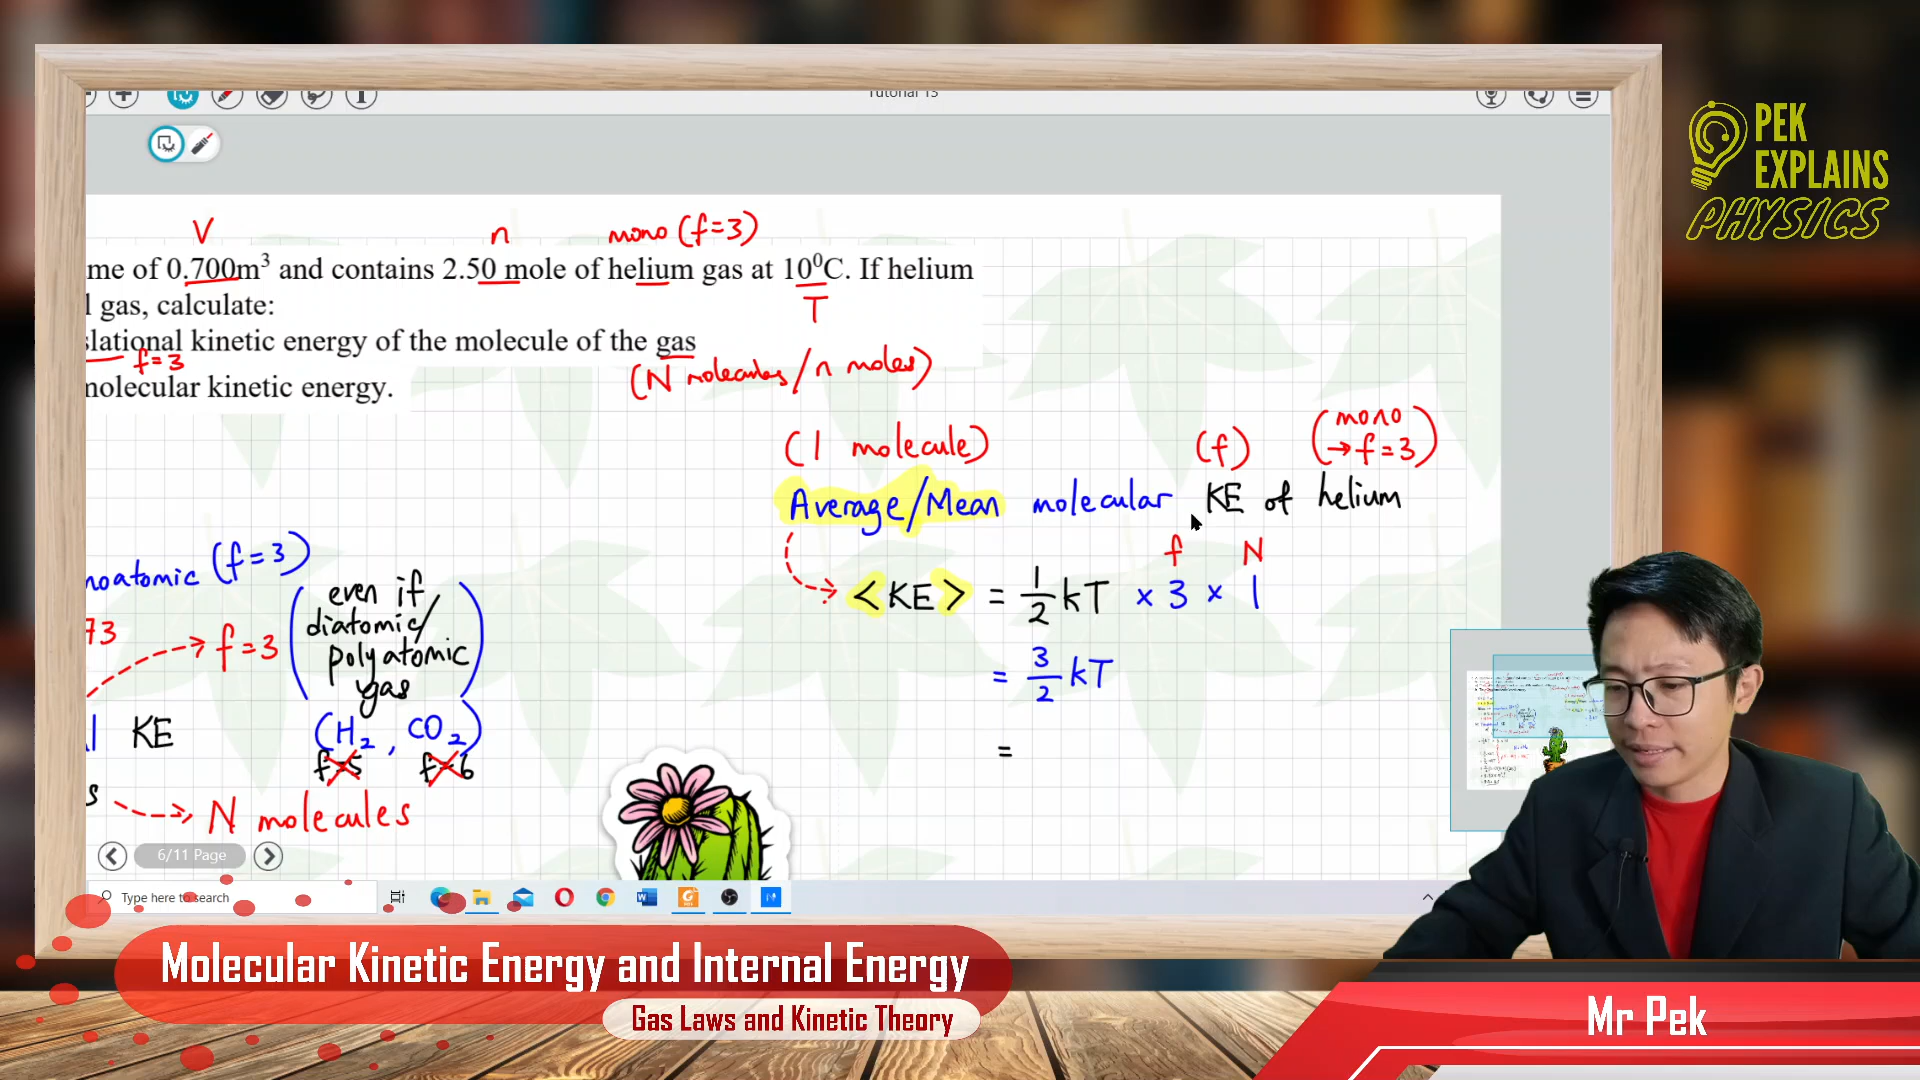 Tutorial 13
PEK
EXPLAINS
PHYSICS
V n mono (f=3)
me of 0.700m³ and contains 2.50 mole of helium gas at 10⁰C. If helium
l gas, calculate:
T
slational kinetic energy of the molecule of the gas
f=3
(N molecules/n moles)
molecular kinetic energy.
(1 molecule) (f) (mono → f=3)
Average/Mean molecular KE of helium
f N
<KE> = 1/2 kT × 3 × 1
= 3/2 kT
=
noatomic (f=3)
73
f=3
(even if
diatomic/
polyatomic
gas)
l KE
(H₂, CO₂)
f=5 f=6
s
N molecules
6/11 Page
Type here to search
Molecular Kinetic Energy and Internal Energy
Gas Laws and Kinetic Theory
Mr Pek